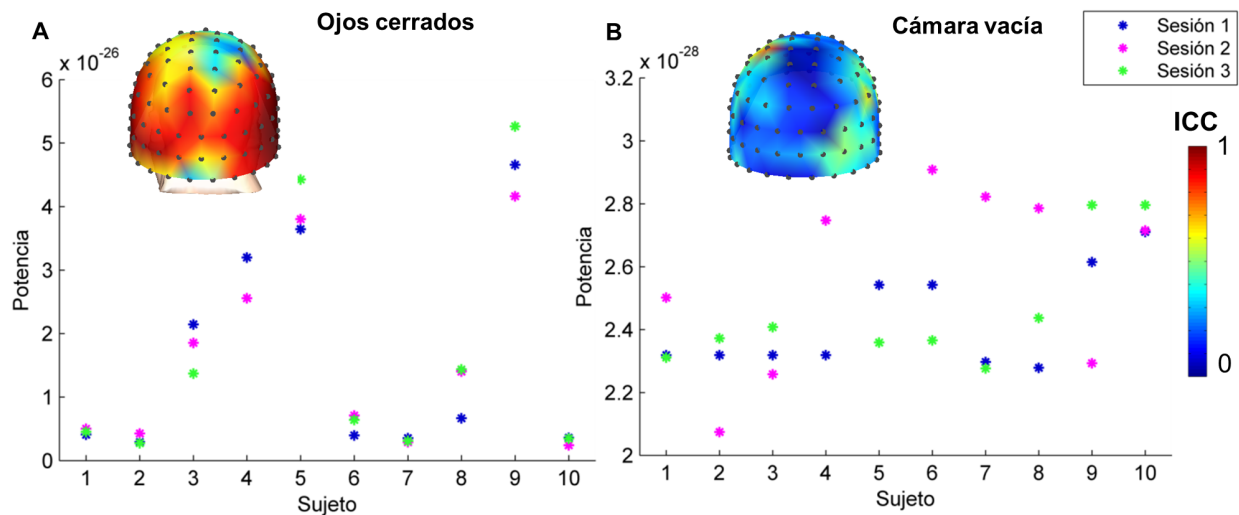 A
Ojos cerrados
x 10^-26
6
5
4
3
2
1
0
Potencia
1 2 3 4 5 6 7 8 9 10
Sujeto
B
Cámara vacía
x 10^-28
3.2
3
2.8
2.6
2.4
2.2
2
Potencia
1 2 3 4 5 6 7 8 9 10
Sujeto
Sesión 1
Sesión 2
Sesión 3
ICC
1
0